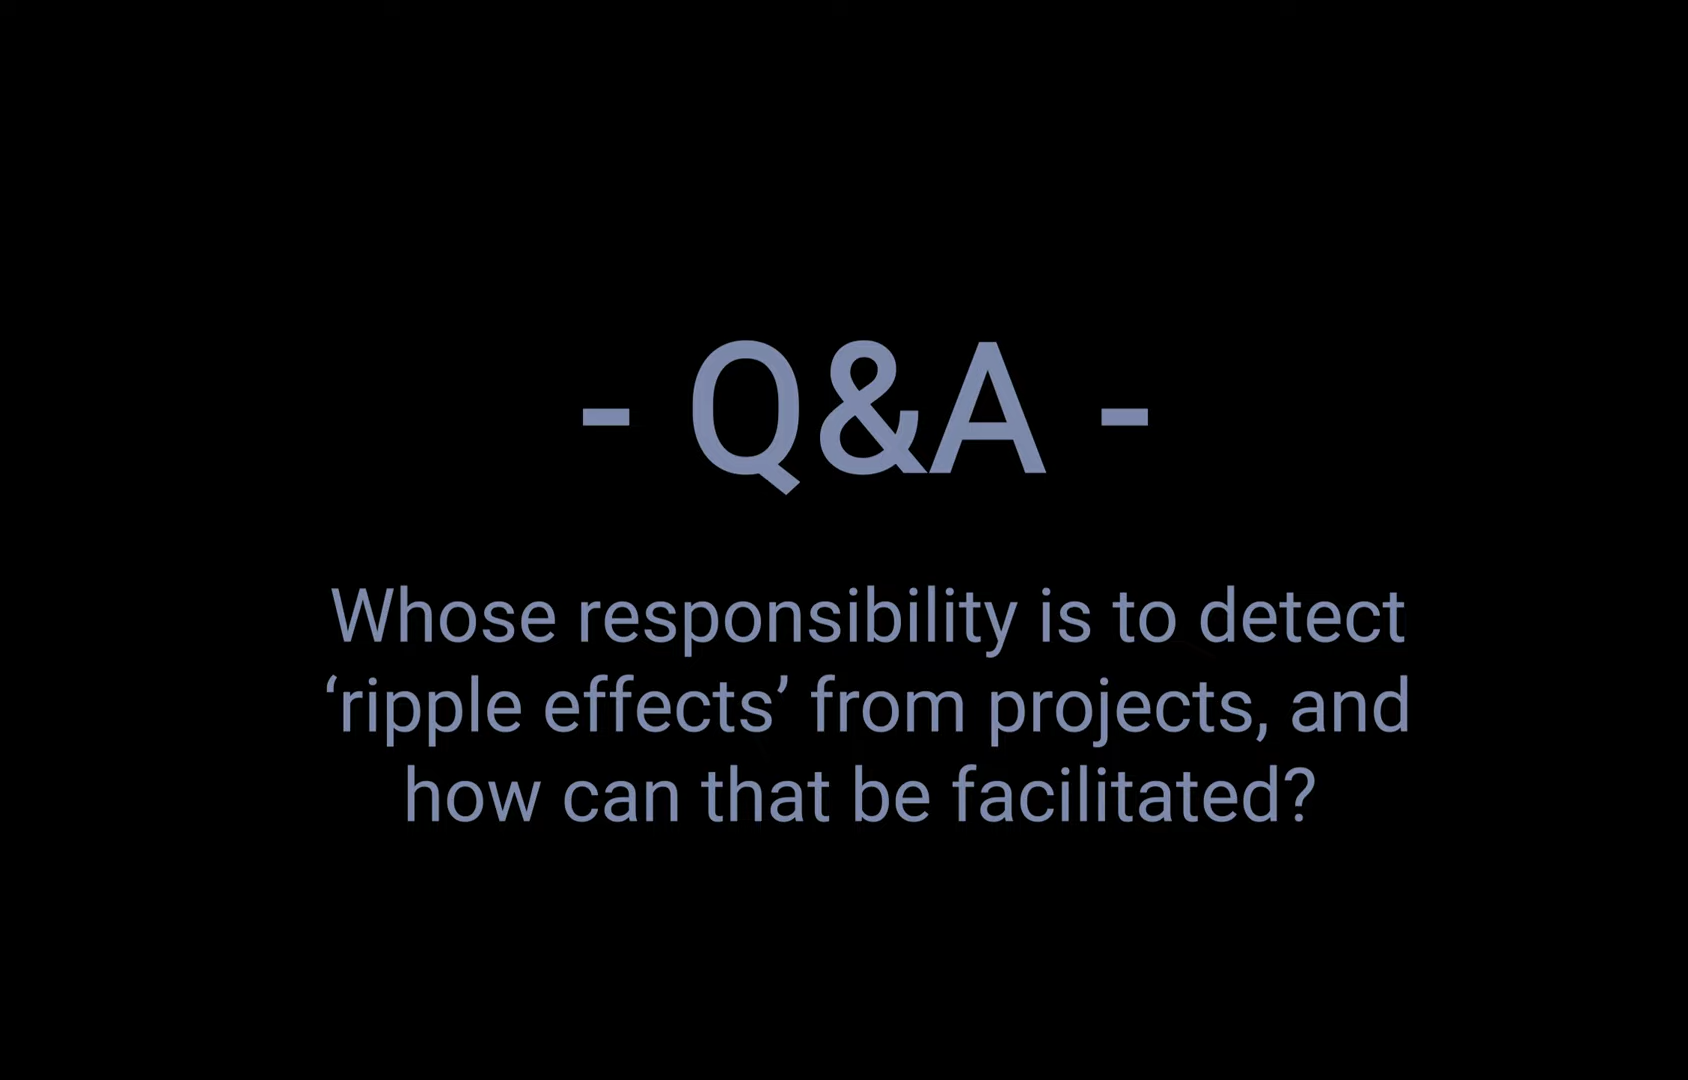 - Q&A -
Whose responsibility is to detect
‘ripple effects’ from projects, and
how can that be facilitated?